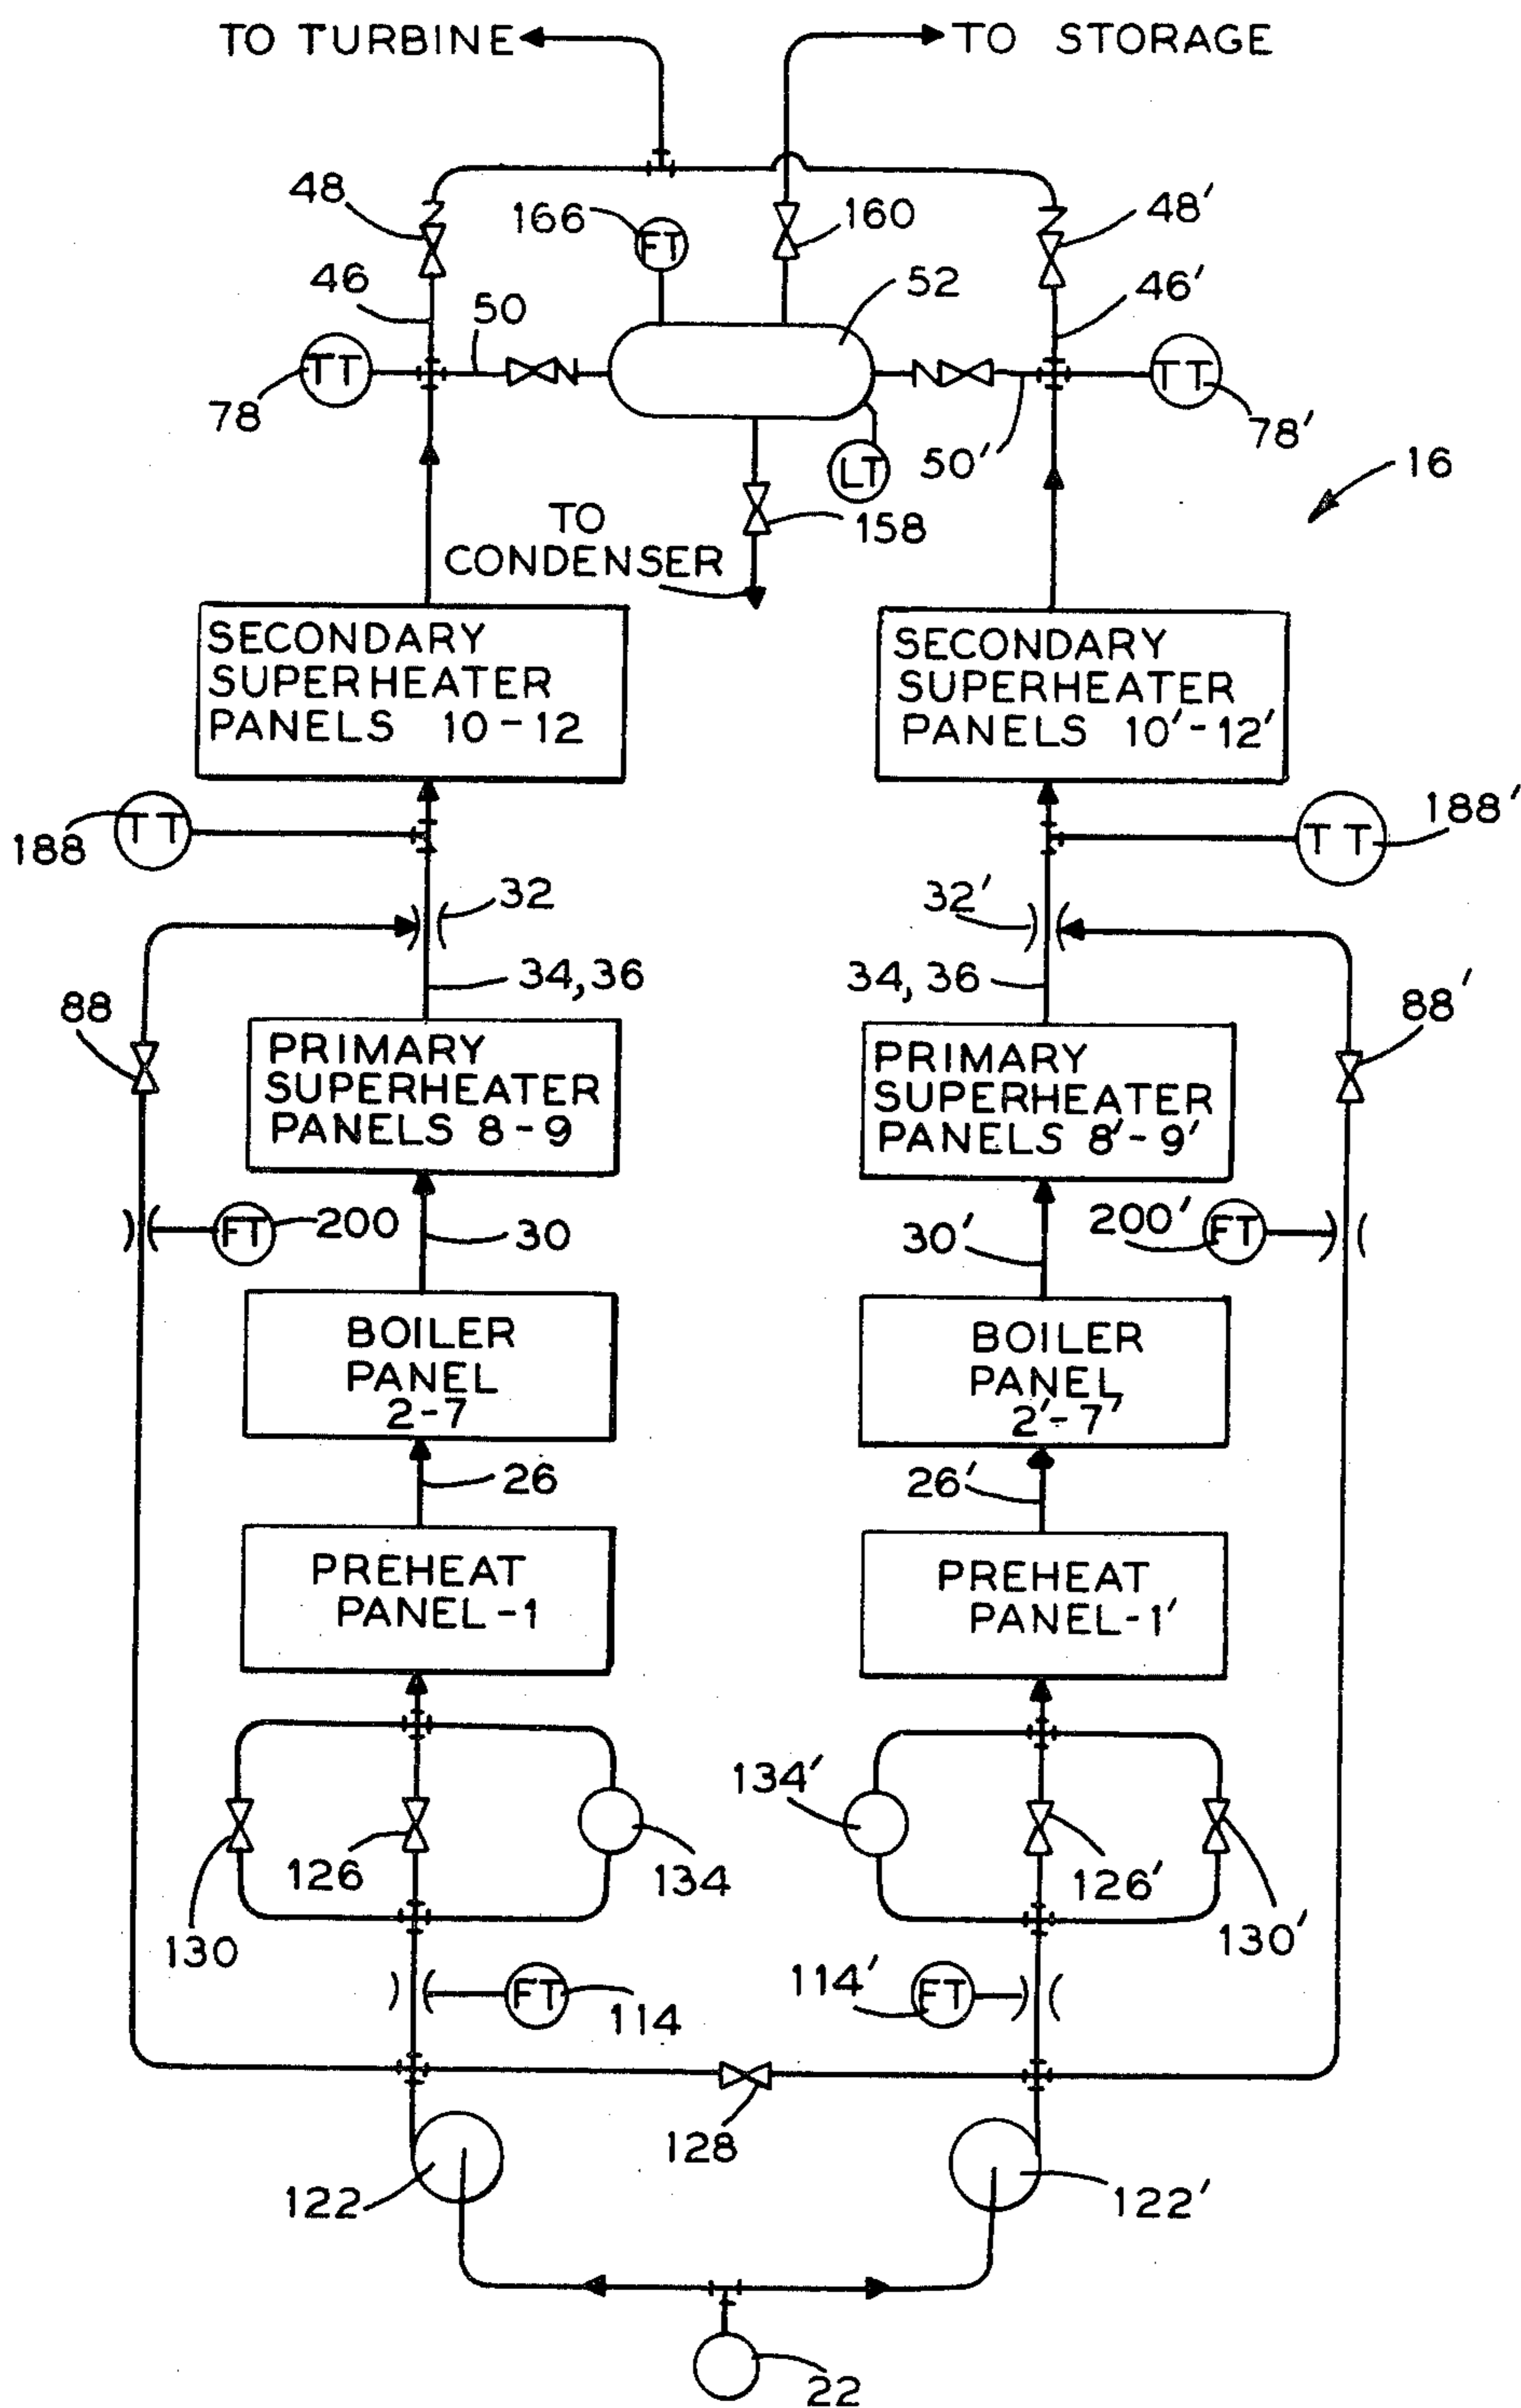 TO TURBINE
TO STORAGE
48
166
FT
160
48′
46
50
52
46′
TT
78
TT
78′
LT
50′
16
TO
CONDENSER
158
SECONDARY
SUPERHEATER
PANELS 10-12
SECONDARY
SUPERHEATER
PANELS 10′-12′
188
TT
TT
188′
32
32′
34, 36
34, 36
88
88′
PRIMARY
SUPERHEATER
PANELS 8-9
PRIMARY
SUPERHEATER
PANELS 8′-9′
FT
200
30
30′
200′
FT
BOILER
PANEL
2-7
BOILER
PANEL
2′-7′
26
26′
PREHEAT
PANEL-1
PREHEAT
PANEL-1′
130
126
134
134′
126′
130′
FT
114
114′
FT
128
122
122′
22